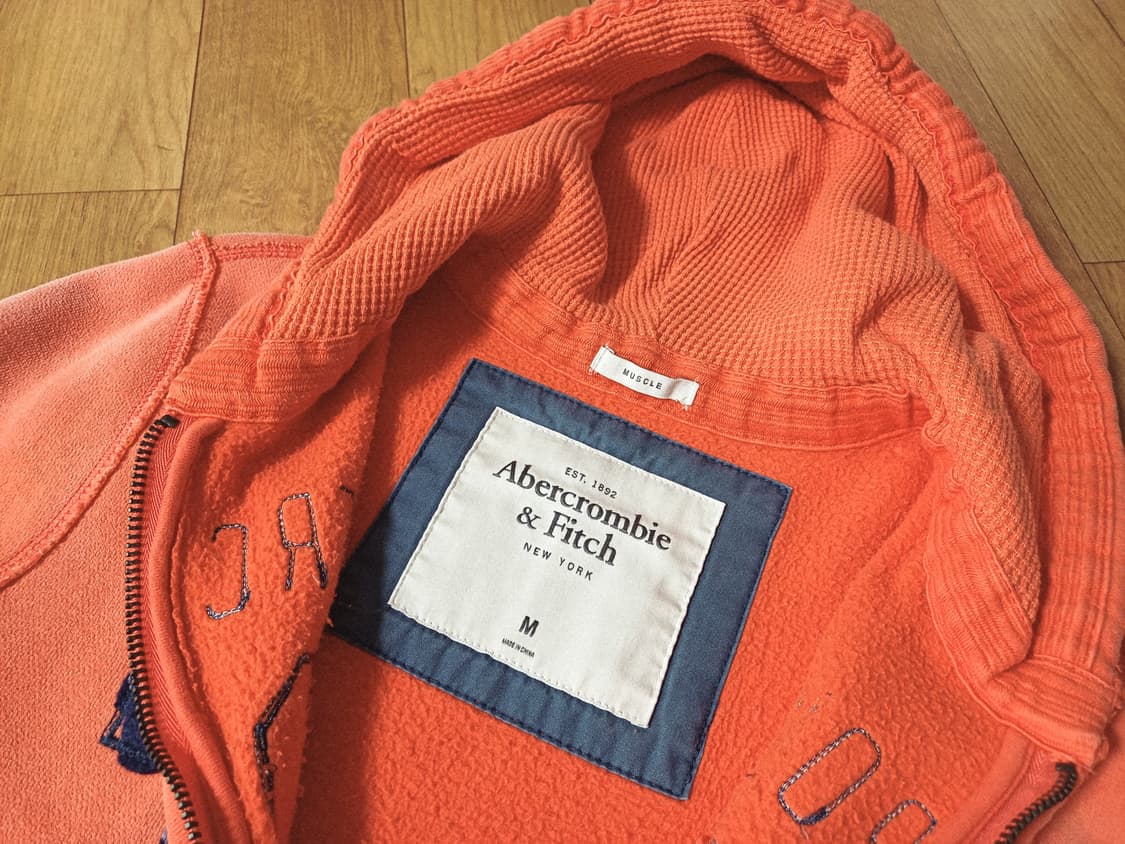 MUSCLE
EST. 1892
Abercrombie
& Fitch
NEW YORK
M
MADE IN CHINA